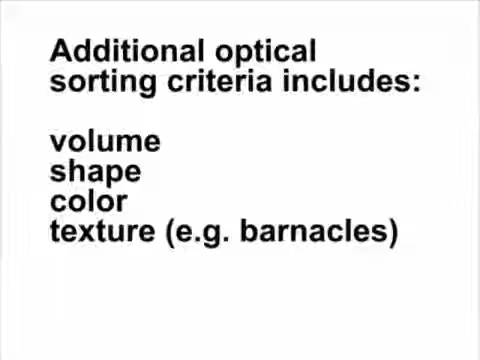 Additional optical
sorting criteria includes:
volume
shape
color
texture (e.g. barnacles)